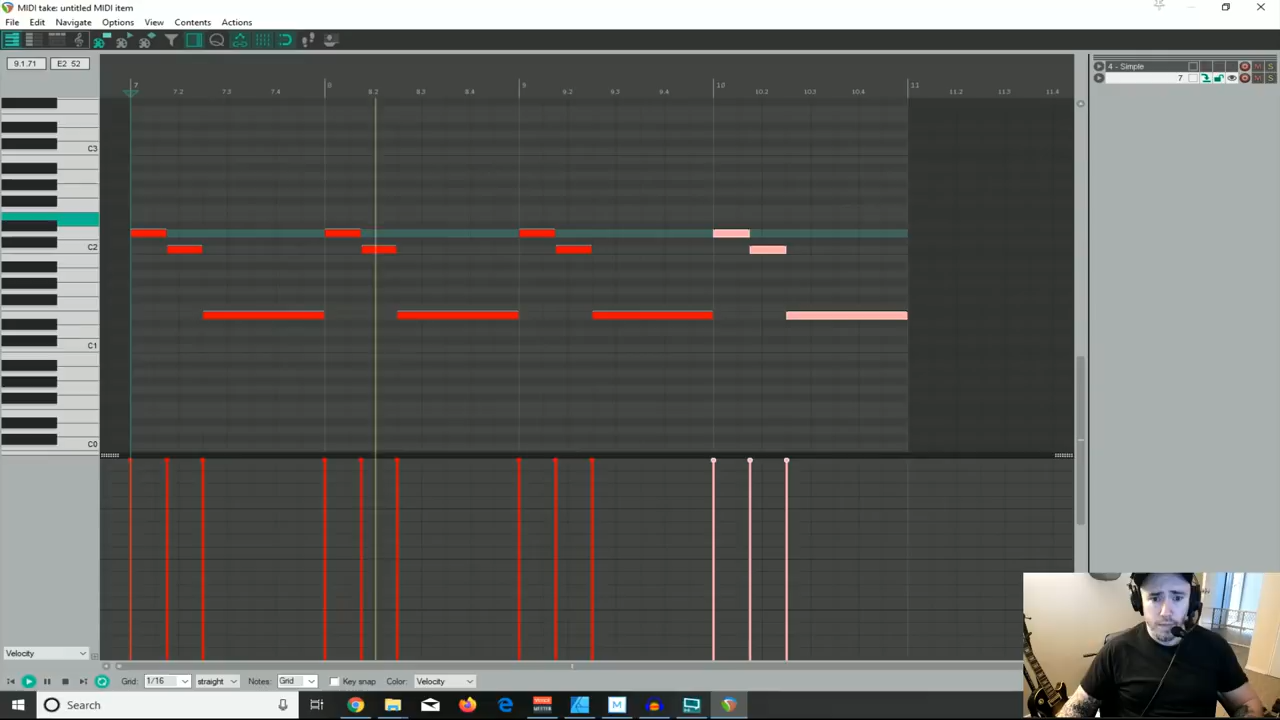 MIDI take: untitled MIDI item
File Edit Navigate Options View Contents Actions
9.1.71 E2 52
4 - Simple M S
7 M S
7 8 9 10 11
7.2 7.3 7.4 8.2 8.3 8.4 9.2 9.3 9.4 10.2 10.3 10.4 11.2 11.3 11.4
C3
C2
C1
C0
Velocity
Grid: 1/16 straight Notes: Grid Key snap Color: Velocity
Search